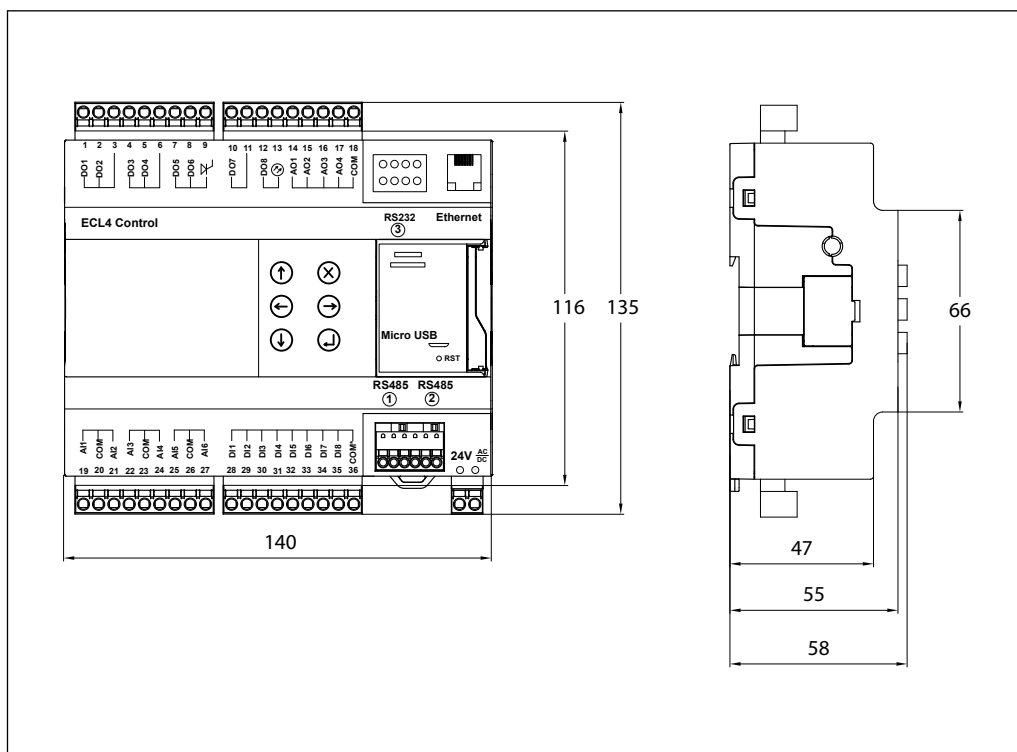 1 2 3 4 5 6 7 8 9 10 11 12 13 14 15 16 17 18
DO1 DO2 DO3 DO4 DO5 DO6 DO7 DO8 AO1 AO2 AO3 AO4 COM
ECL4 Control
RS232 Ethernet
3
116 135 66
Micro USB
RST
RS485 RS485
1 2
AI1 COM AI2 AI3 COM AI4 AI5 COM AI6 DI1 DI2 DI3 DI4 DI5 DI6 DI7 DI8 COM'
24V AC DC
19 20 21 22 23 24 25 26 27 28 29 30 31 32 33 34 35 36
140
47
55
58